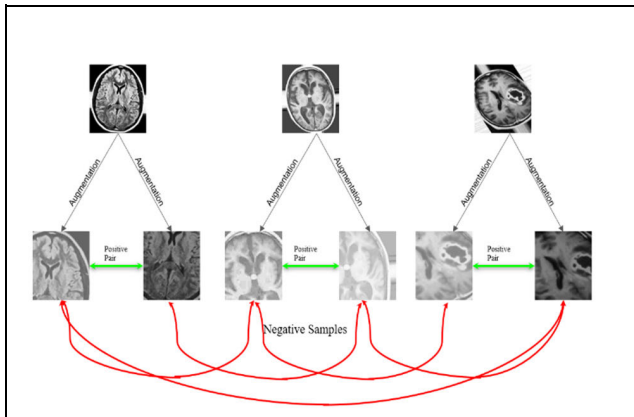 Augmentation
Augmentation
Augmentation
Augmentation
Augmentation
Augmentation
Positive
Pair
Positive
Pair
Positive
Pair
Negative Samples